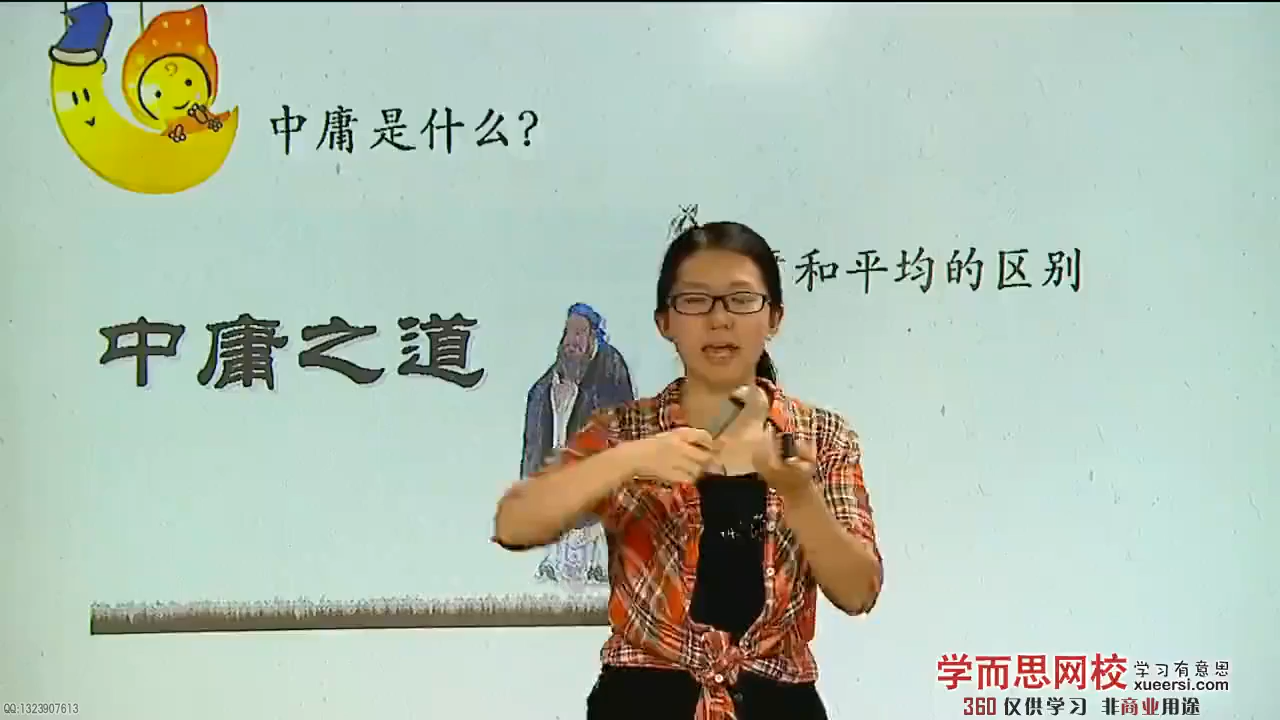 中庸是什么?
和平均的区别
中庸之道
学而思网校 学习有意思
xueersi.com
360 仅供学习 非商业用途
QQ:1323907613